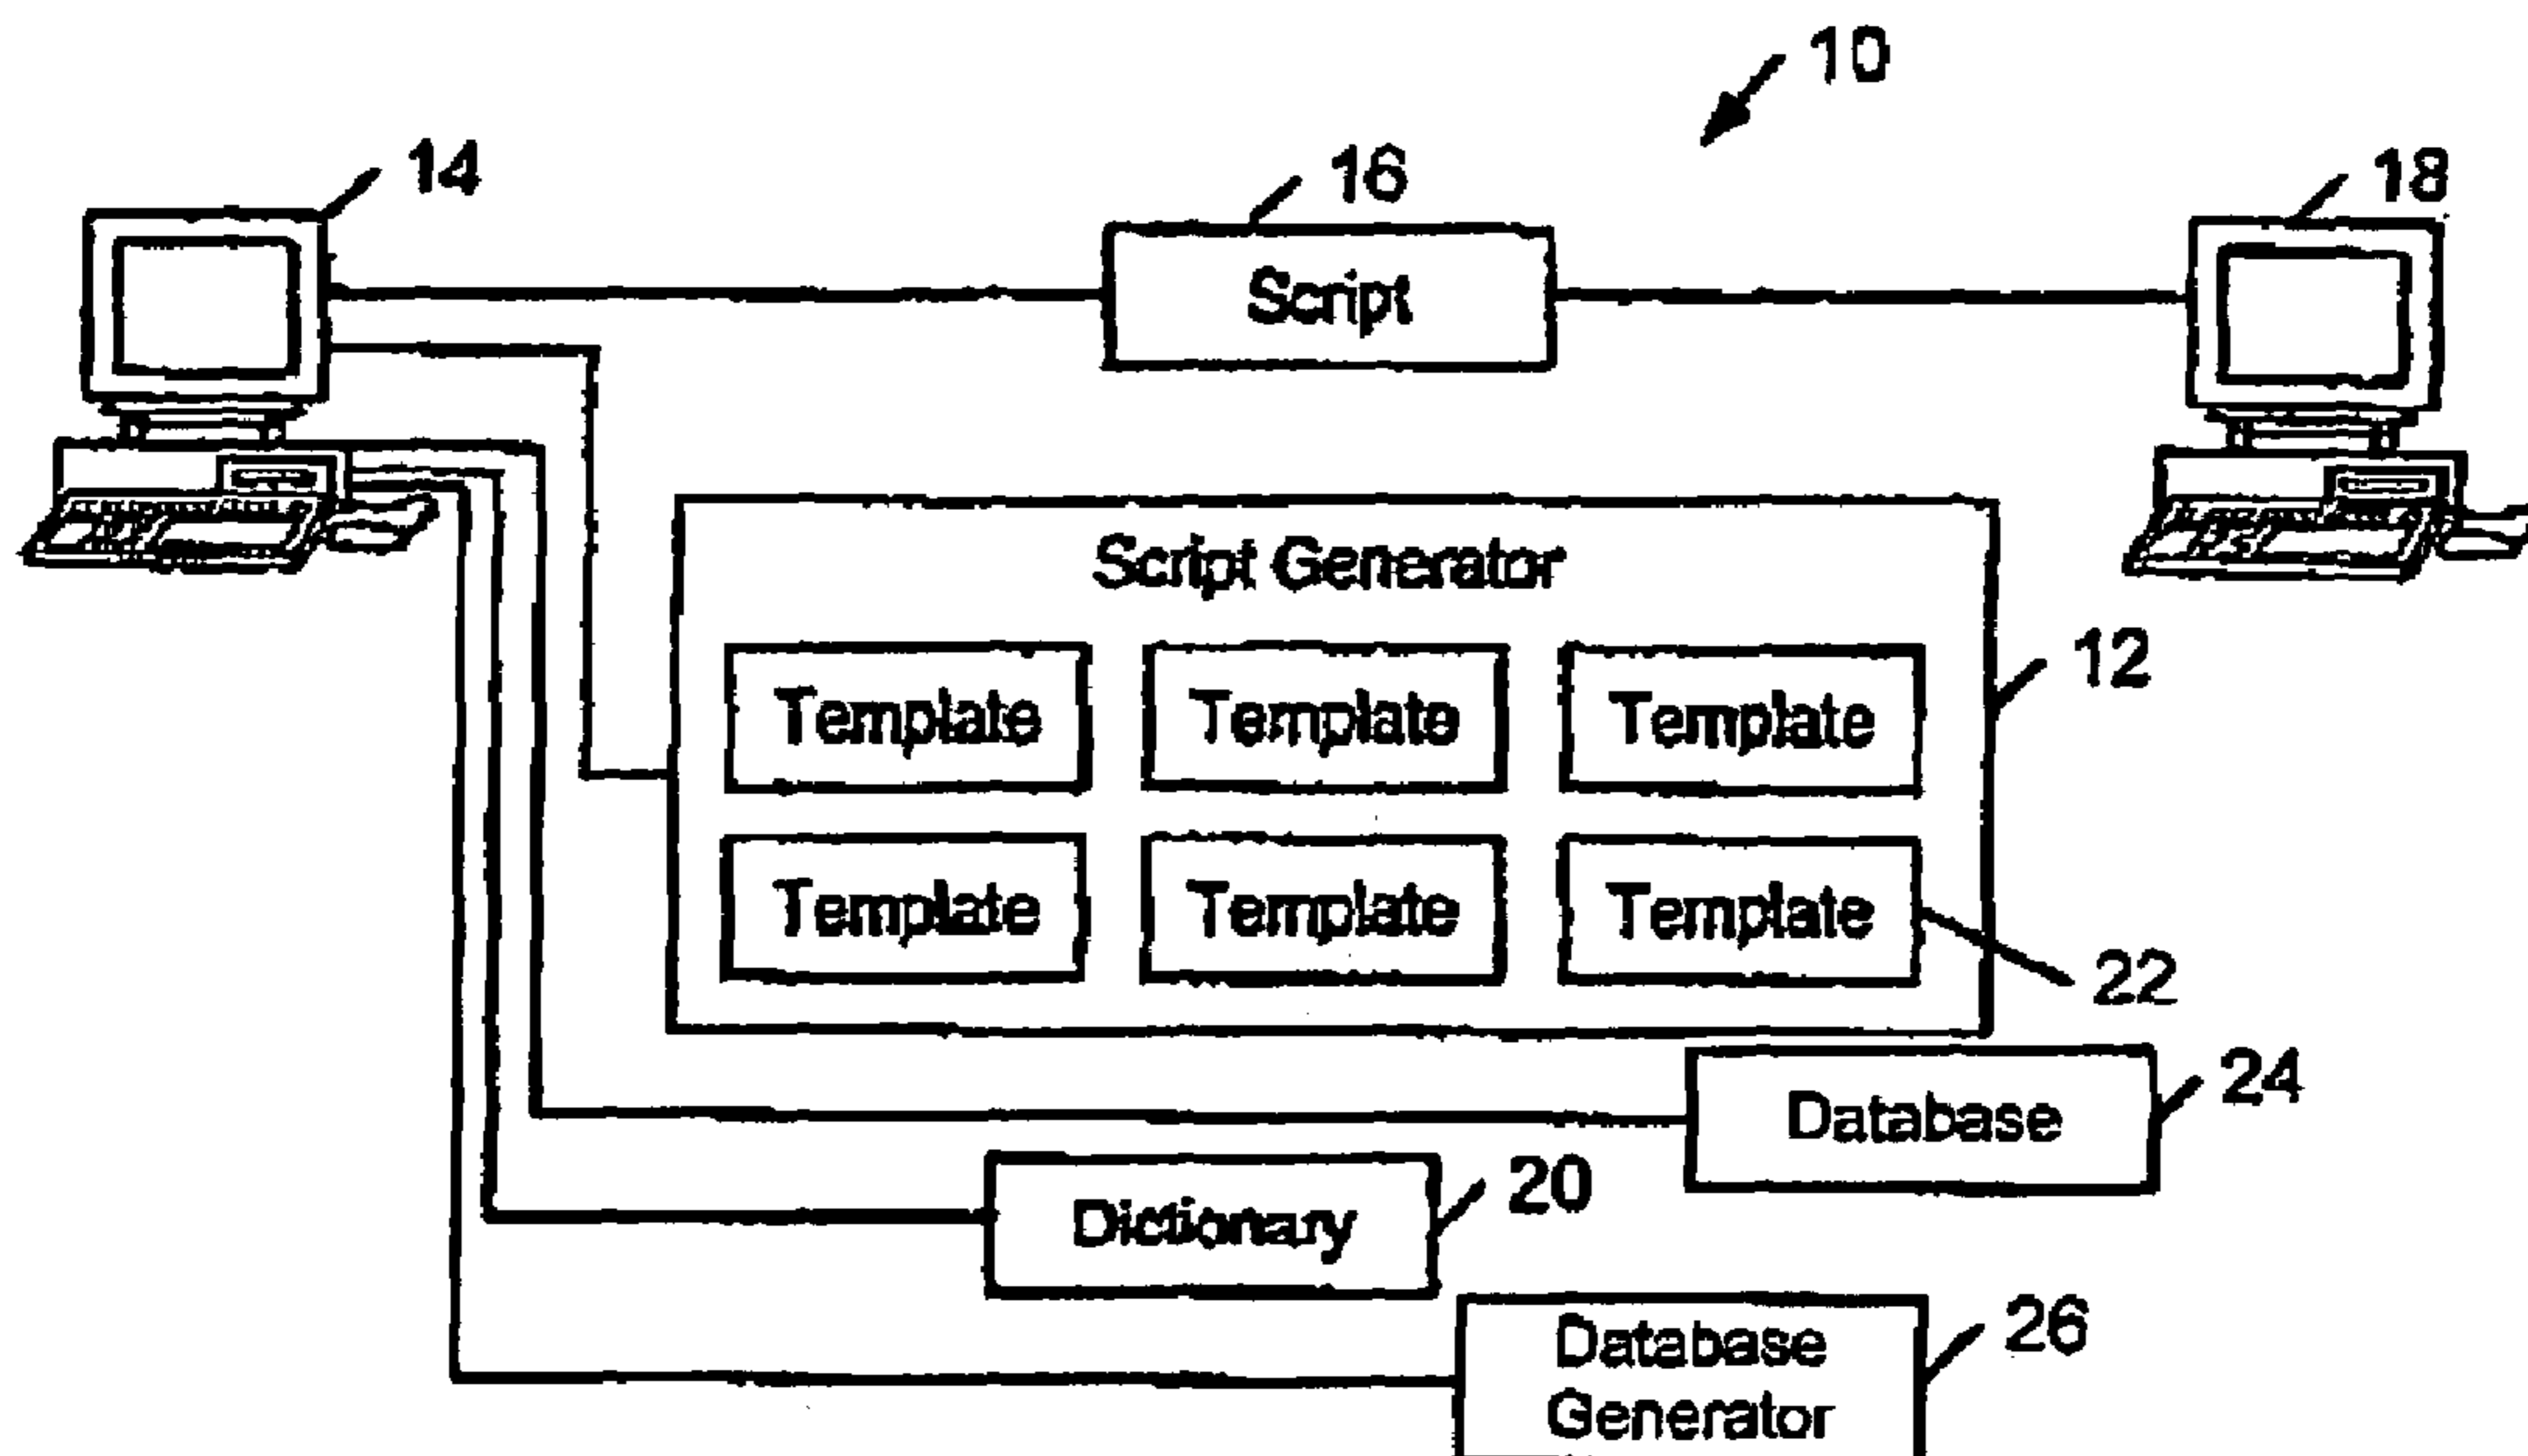 10
14
16
18
Script
Script Generator
12
Template Template Template
Template Template Template
22
24
Database
20
Dictionary
26
Database
Generator